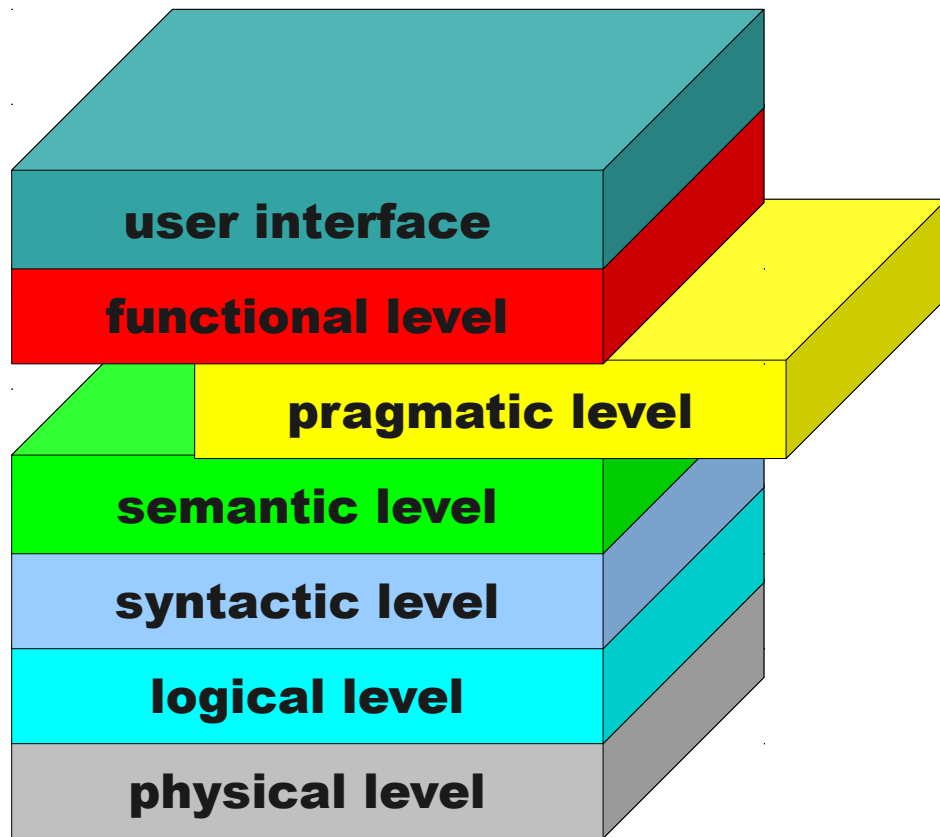 user interface
functional level
pragmatic level
semantic level
syntactic level
logical level
physical level